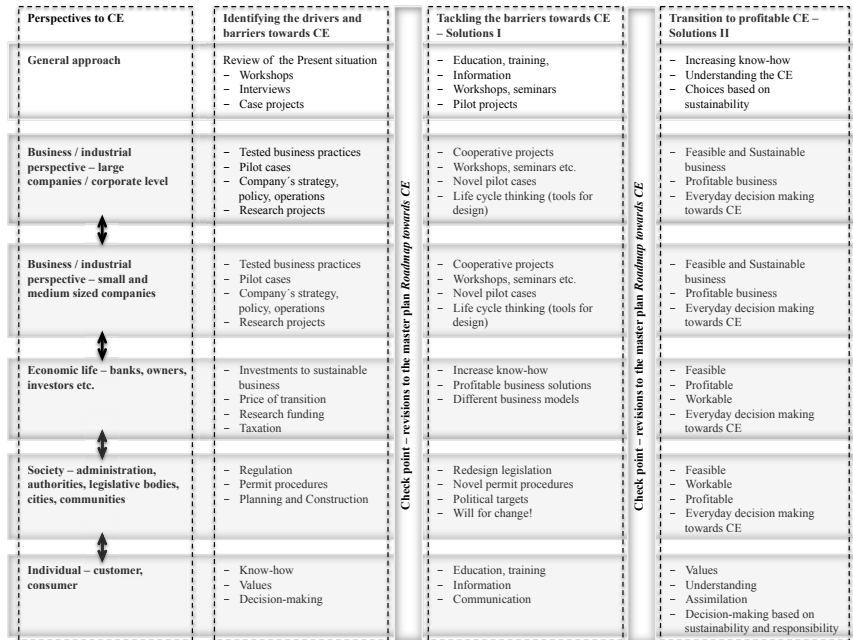 Perspectives to CE
Identifying the drivers and
barriers towards CE
Tackling the barriers towards CE
– Solutions I
Transition to profitable CE –
Solutions II
General approach
Review of the Present situation
– Workshops
– Interviews
– Case projects
– Education, training,
– Information
– Workshops, seminars
– Pilot projects
– Increasing know-how
– Understanding the CE
– Choices based on
sustainability
Business / industrial
perspective – large
companies / corporate level
– Tested business practices
– Pilot cases
– Company´s strategy,
policy, operations
– Research projects
– Cooperative projects
– Workshops, seminars etc.
– Novel pilot cases
– Life cycle thinking (tools for
design)
– Feasible and Sustainable
business
– Profitable business
– Everyday decision making
towards CE
Business / industrial
perspective – small and
medium sized companies
– Tested business practices
– Pilot cases
– Company´s strategy,
policy, operations
– Research projects
– Cooperative projects
– Workshops, seminars etc.
– Novel pilot cases
– Life cycle thinking (tools for
design)
– Feasible and Sustainable
business
– Profitable business
– Everyday decision making
towards CE
Economic life – banks, owners,
investors etc.
– Investments to sustainable
business
– Price of transition
– Research funding
– Taxation
– Increase know-how
– Profitable business solutions
– Different business models
– Feasible
– Profitable
– Workable
– Everyday decision making
towards CE
Society – administration,
authorities, legislative bodies,
cities, communities
– Regulation
– Permit procedures
– Planning and Construction
– Redesign legislation
– Novel permit procedures
– Political targets
– Will for change!
– Feasible
– Workable
– Profitable
– Everyday decision making
towards CE
Individual – customer,
consumer
– Know-how
– Values
– Decision-making
– Education, training
– Information
– Communication
– Values
– Understanding
– Assimilation
– Decision-making based on
sustainability and responsibility
Check point – revisions to the master plan Roadmap towards CE
Check point – revisions to the master plan Roadmap towards CE